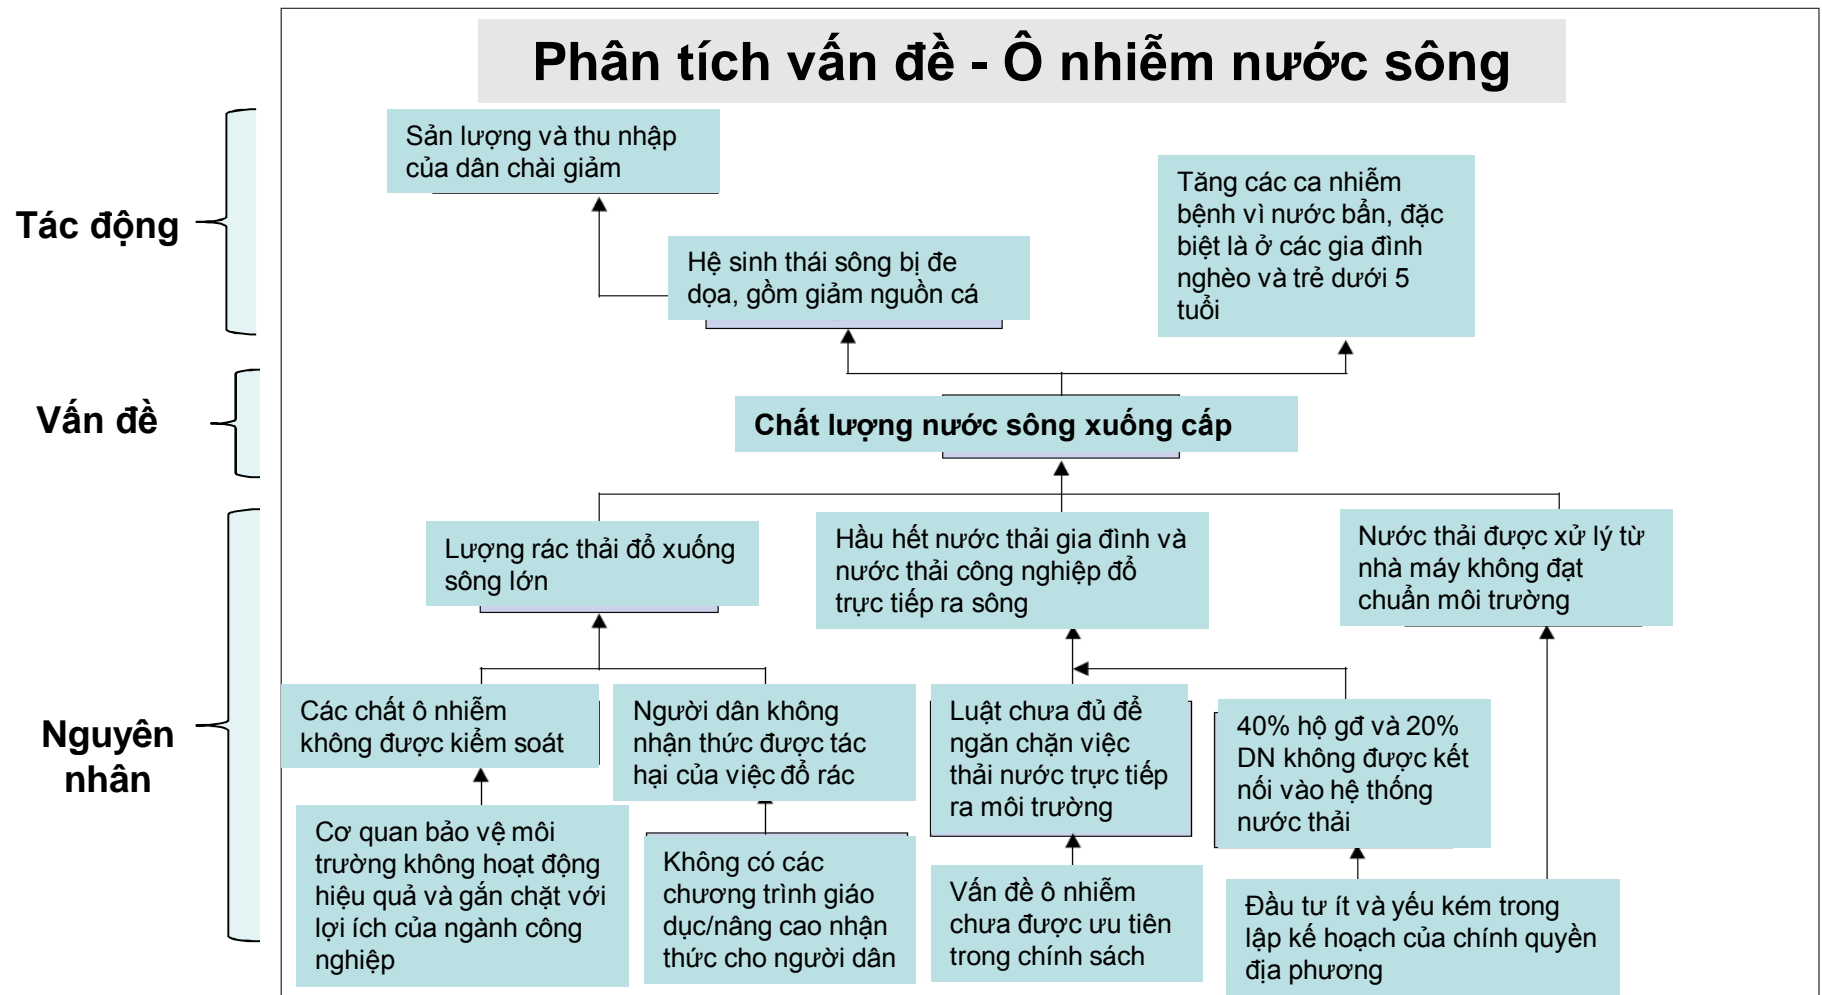 Phân tích vấn đề - Ô nhiễm nước sông
Tác động
Sản lượng và thu nhập
của dân chài giảm
Hệ sinh thái sông bị đe
dọa, gồm giảm nguồn cá
Tăng các ca nhiễm
bệnh vì nước bẩn, đặc
biệt là ở các gia đình
nghèo và trẻ dưới 5
tuổi
Vấn đề
Chất lượng nước sông xuống cấp
Nguyên
nhân
Lượng rác thải đổ xuống
sông lớn
Hầu hết nước thải gia đình và
nước thải công nghiệp đổ
trực tiếp ra sông
Nước thải được xử lý từ
nhà máy không đạt
chuẩn môi trường
Các chất ô nhiễm
không được kiểm soát
Người dân không
nhận thức được tác
hại của việc đổ rác
Luật chưa đủ để
ngăn chặn việc
thải nước trực tiếp
ra môi trường
40% hộ gđ và 20%
DN không được kết
nối vào hệ thống
nước thải
Cơ quan bảo vệ môi
trường không hoạt động
hiệu quả và gắn chặt với
lợi ích của ngành công
nghiệp
Không có các
chương trình giáo
dục/nâng cao nhận
thức cho người dân
Vấn đề ô nhiễm
chưa được ưu tiên
trong chính sách
Đầu tư ít và yếu kém trong
lập kế hoạch của chính quyền
địa phương